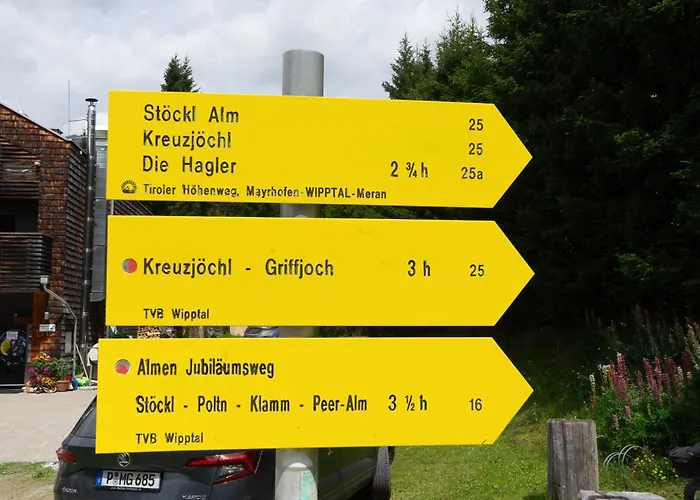 Stöckl Alm 25
Kreuzjöchl 25
Die Hagler 2 ¾ h 25a
Tiroler Höhenweg, Mayrhofen-WIPPTAL-Meran
Kreuzjöchl - Griffjoch 3 h 25
TVB Wipptal
Almen Jubiläumsweg
Stöckl - Poltn - Klamm - Peer-Alm 3 ½ h 16
TVB Wipptal
P MG685